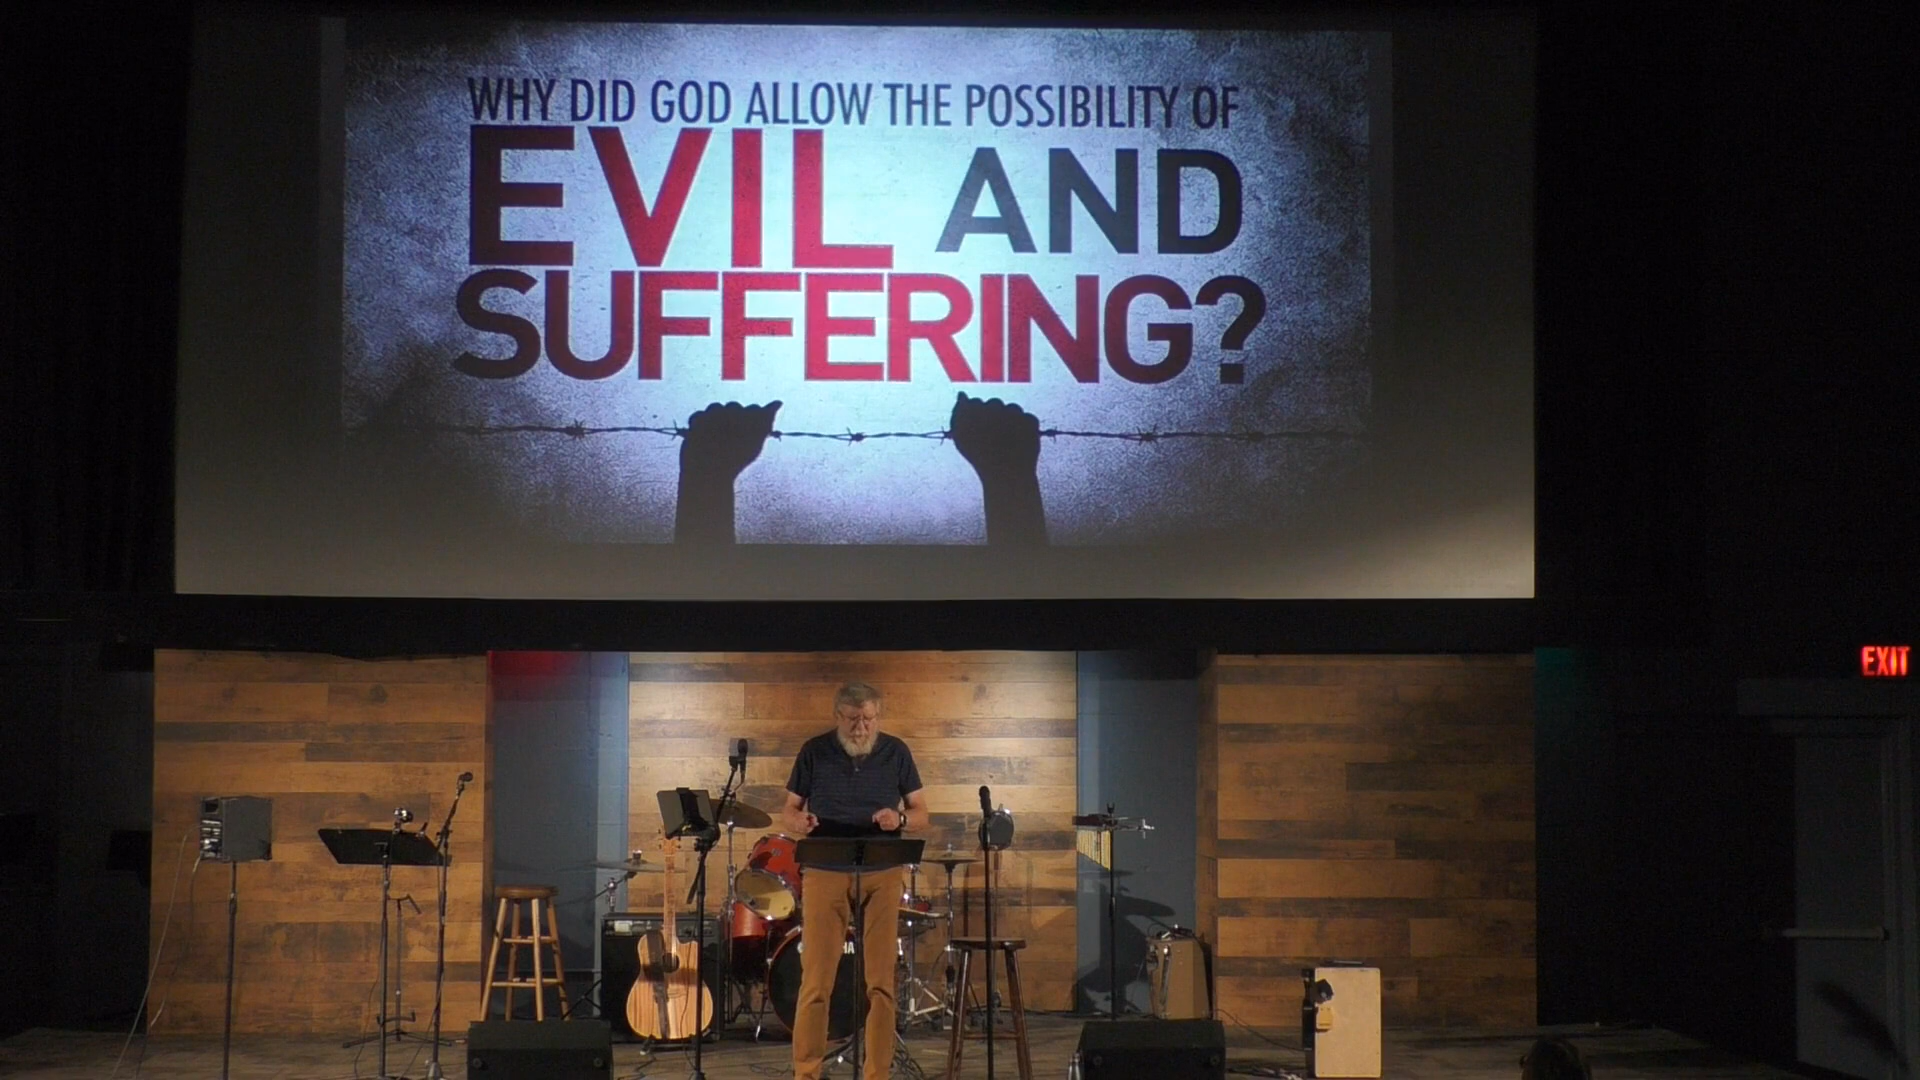 WHY DID GOD ALLOW THE POSSIBILITY OF
EVIL AND
SUFFERING?
EXIT